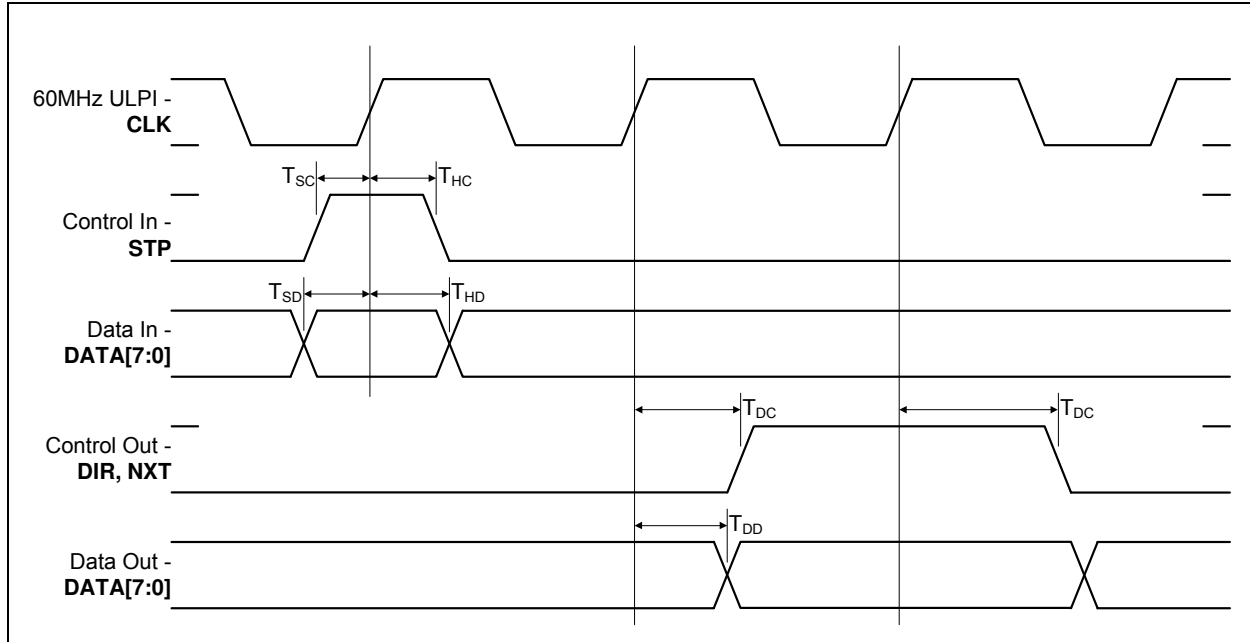 60MHz ULPI -
CLK
T_SC
T_HC
Control In -
STP
T_SD
T_HD
Data In -
DATA[7:0]
T_DC
T_DC
Control Out -
DIR, NXT
T_DD
Data Out -
DATA[7:0]